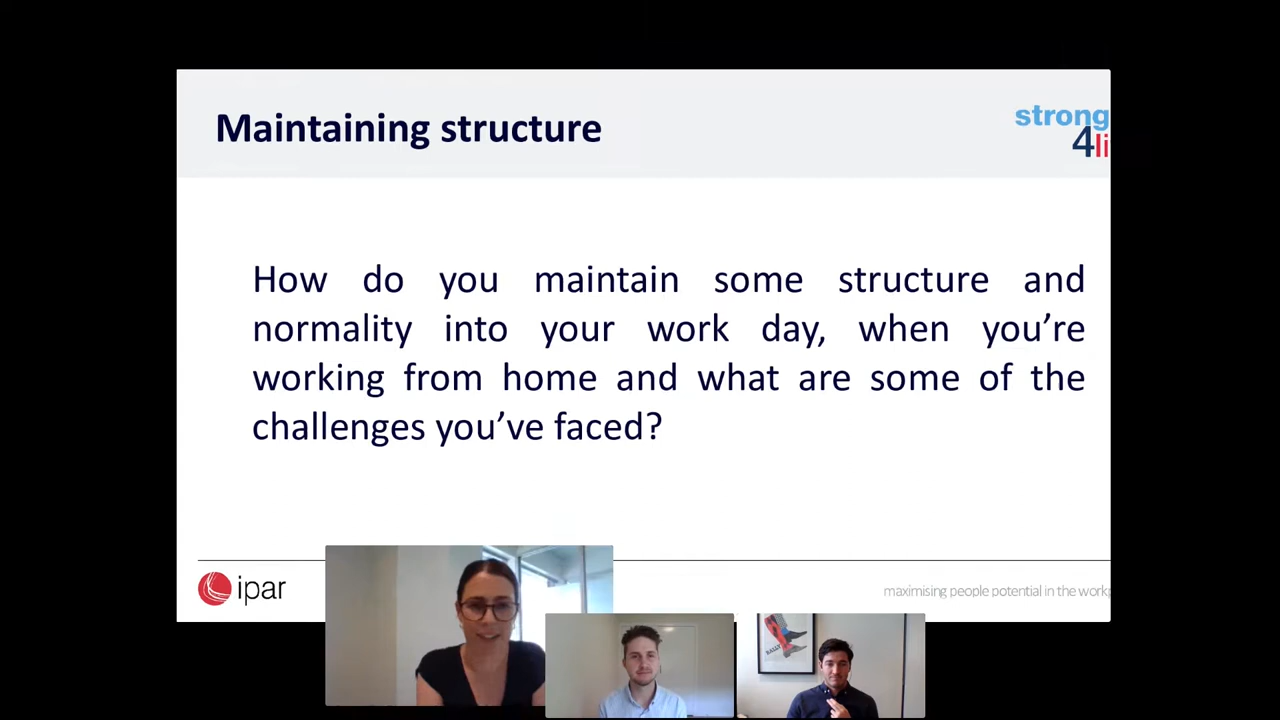 Maintaining structure
strong
4li
How do you maintain some structure and
normality into your work day, when you’re
working from home and what are some of the
challenges you’ve faced?
ipar
maximising people potential in the work
RALLY